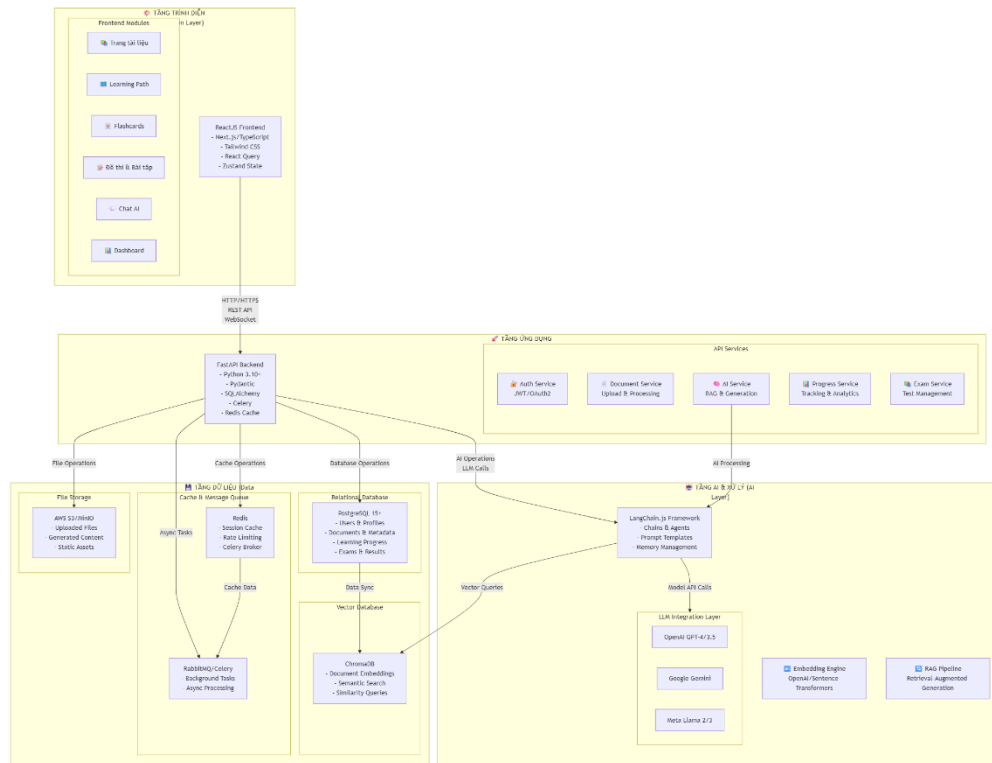 🎯 TẦNG TRÌNH DIỄN
Frontend Modules
on Layer)
📚 Trang tài liệu
Learning Path
Flashcards
Đồ thi & Bài tập
Chat AI
📊 Dashboard
ReactJS Frontend
- Next.js/TypeScript
- Tailwind CSS
- React Query
- Zustand State
HTTP/HTTPS
REST API
WebSocket
🚀 TẦNG ỨNG DỤNG
FastAPI Backend
- Python 3.10+
- Pydantic
- SQLAlchemy
- Celery
- Redis Cache
API Services
🔐 Auth Service
JWT/OAuth2
Document Service
Upload & Processing
🧠 AI Service
RAG & Generation
📊 Progress Service
Tracking & Analytics
📚 Exam Service
Test Management
File Operations
Async Tasks
Cache Operations
Database Operations
AI Operations
LLM Calls
AI Processing
💾 TẦNG DỮ LIỆU (Data
File Storage
AWS S3/MinIO
- Uploaded Files
- Generated Content
- Static Assets
Cache & Message Queue
Redis
- Session Cache
- Rate Limiting
- Celery Broker
Cache Data
RabbitMQ/Celery
- Background Tasks
- Async Processing
Relational Database
PostgreSQL 15+
- Users & Profiles
- Documents & Metadata
- Learning Progress
- Exams & Results
Data Sync
Vector Database
ChromaDB
- Document Embeddings
- Semantic Search
- Similarity Queries
Vector Queries
TẦNG AI & XỬ LÝ (AI
Layer)
LangChain.js Framework
- Chains & Agents
- Prompt Templates
- Memory Management
Model API Calls
LLM Integration Layer
OpenAI GPT-4/3.5
Google Gemini
Meta Llama 2/3
Embedding Engine
OpenAI/Sentence
Transformers
RAG Pipeline
Retrieval-Augmented
Generation